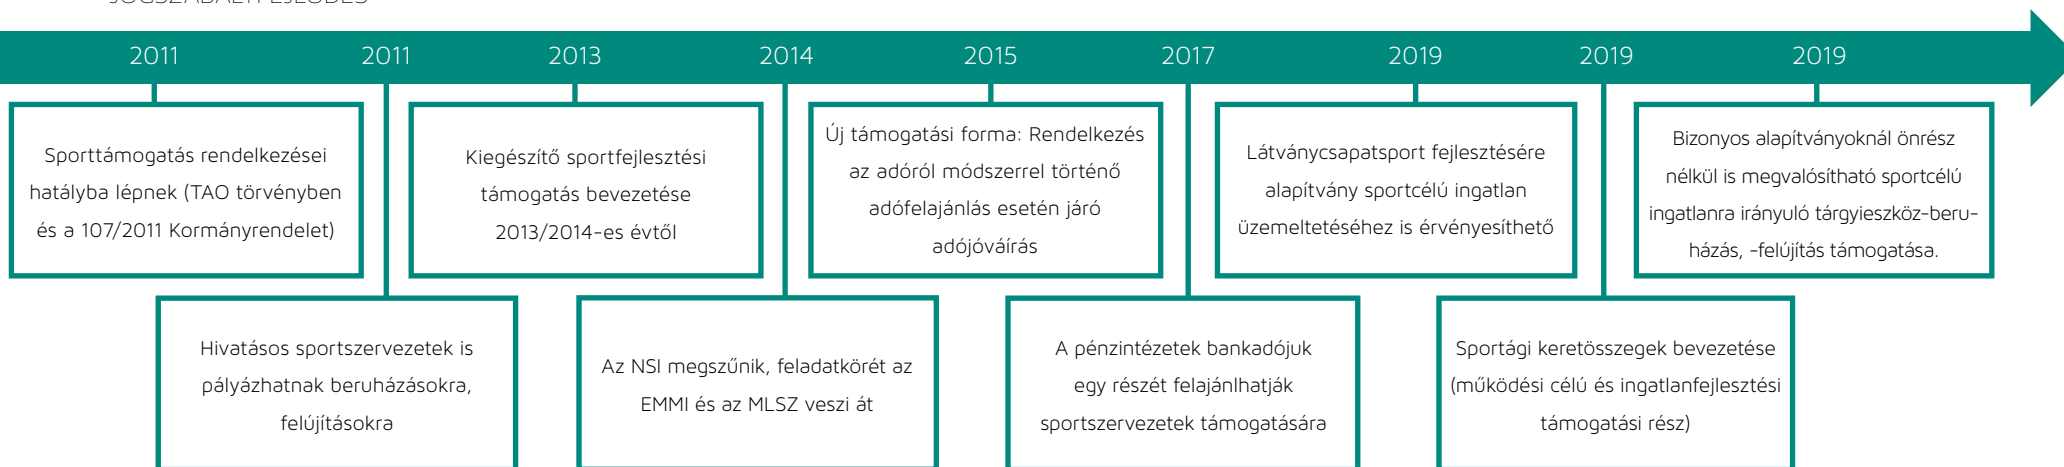 2011 2011 2013 2014 2015 2017 2019 2019 2019
Sporttámogatás rendelkezései
hatályba lépnek (TAO törvényben
és a 107/2011 Kormányrendelet)
Hivatásos sportszervezetek is
pályázhatnak beruházásokra,
felújításokra
Kiegészítő sportfejlesztési
támogatás bevezetése
2013/2014-es évtől
Az NSI megszűnik, feladatkörét az
EMMI és az MLSZ veszi át
Új támogatási forma: Rendelkezés
az adóról módszerrel történő
adófelajánlás esetén járó
adójóváírás
A pénzintézetek bankadójuk
egy részét felajánlhatják
sportszervezetek támogatására
Látványcsapatsport fejlesztésére
alapítvány sportcélú ingatlan
üzemeltetéséhez is érvényesíthető
Sportági keretösszegek bevezetése
(működési célú és ingatlanfejlesztési
támogatási rész)
Bizonyos alapítványoknál önrész
nélkül is megvalósítható sportcélú
ingatlanra irányuló tárgyieszköz-beru-
házás, -felújítás támogatása.